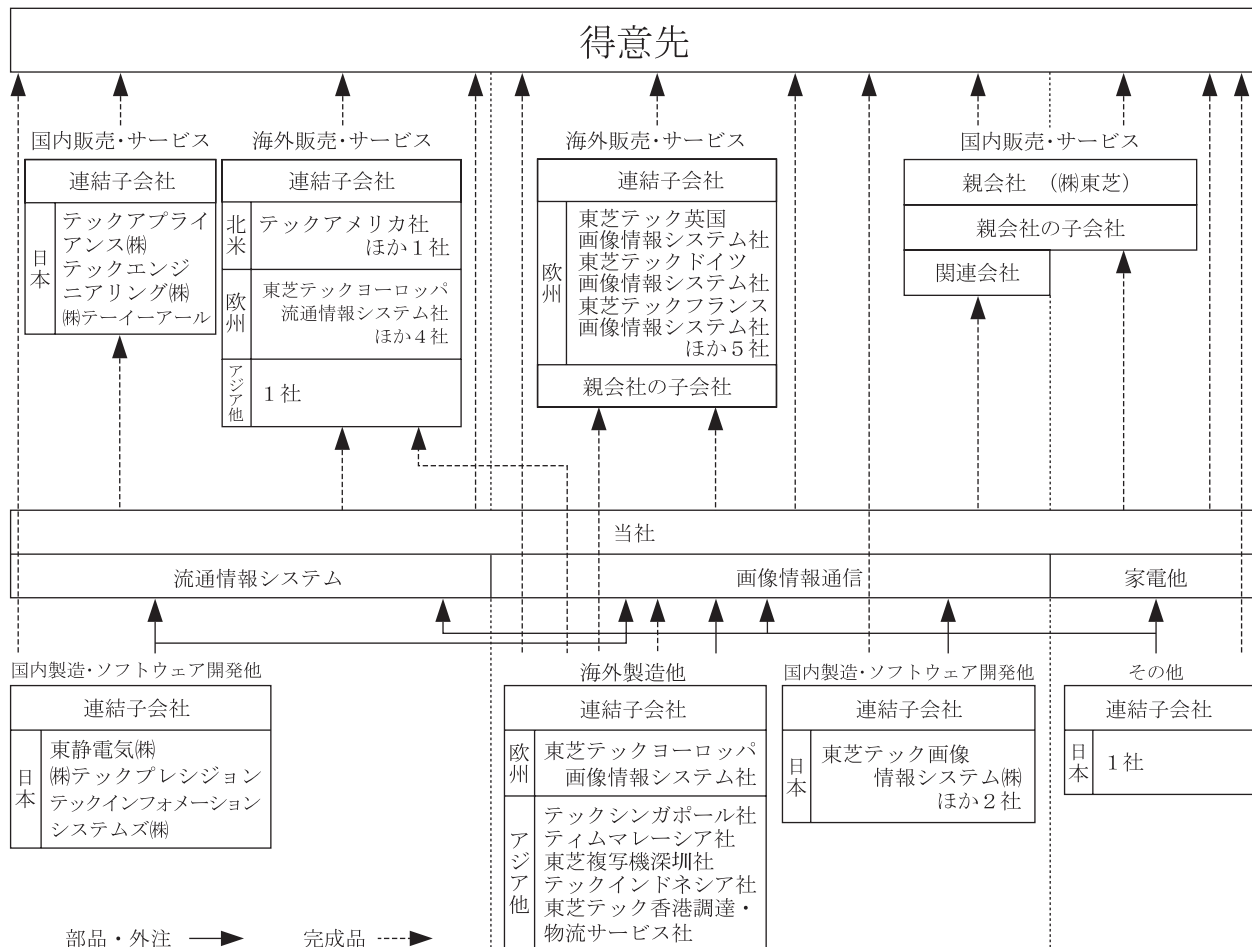 得意先
国内販売・サービス
連結子会社
日本
テックアプライ
アンス㈱
テックエンジ
ニアリング㈱
㈱テーイーアール
海外販売・サービス
連結子会社
北米
テックアメリカ社
ほか1社
欧州
東芝テックヨーロッパ
流通情報システム社
ほか4社
アジア他
1社
海外販売・サービス
連結子会社
欧州
東芝テック英国
画像情報システム社
東芝テックドイツ
画像情報システム社
東芝テックフランス
画像情報システム社
ほか5社
親会社の子会社
国内販売・サービス
親会社 (㈱東芝)
親会社の子会社
関連会社
当社
流通情報システム
画像情報通信
家電他
国内製造・ソフトウェア開発他
連結子会社
日本
東静電気㈱
㈱テックプレシジョン
テックインフォメーション
システムズ㈱
海外製造他
連結子会社
欧州
東芝テックヨーロッパ
画像情報システム社
アジア他
テックシンガポール社
ティムマレーシア社
東芝複写機深圳社
テックインドネシア社
東芝テック香港調達・
物流サービス社
国内製造・ソフトウェア開発他
連結子会社
日本
東芝テック画像
情報システム㈱
ほか2社
その他
連結子会社
日本
1社
部品・外注
完成品